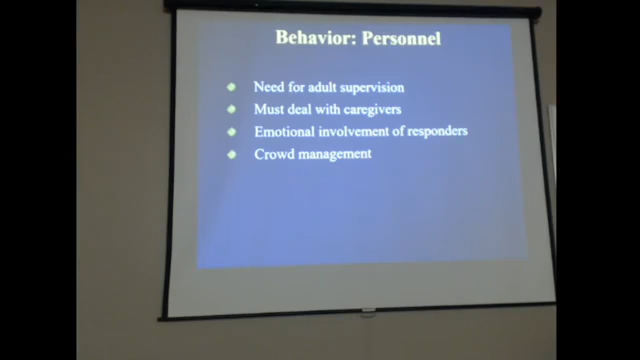 Behavior: Personnel
Need for adult supervision
Must deal with caregivers
Emotional involvement of responders
Crowd management